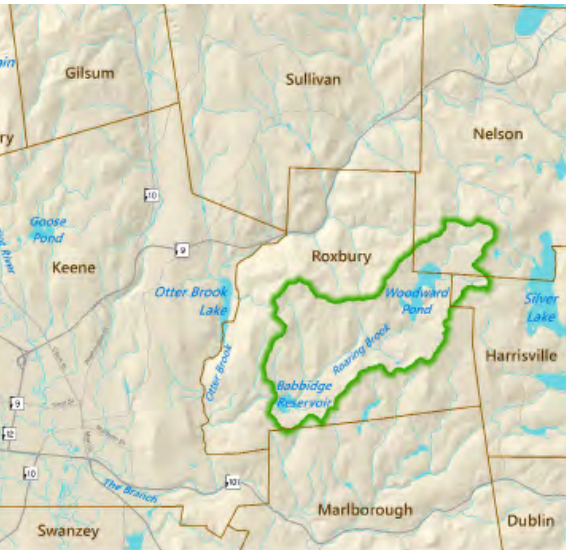 Gilsum
Sullivan
Nelson
10
Goose
Pond
9
Roxbury
Keene
Otter Brook
Lake
Woodward
Pond
Silver
Lake
Roaring Brook
Otter Brook
Harrisville
Babbidge
Reservoir
9
12
10
101
The Branch
Marlborough
Dublin
Swanzey